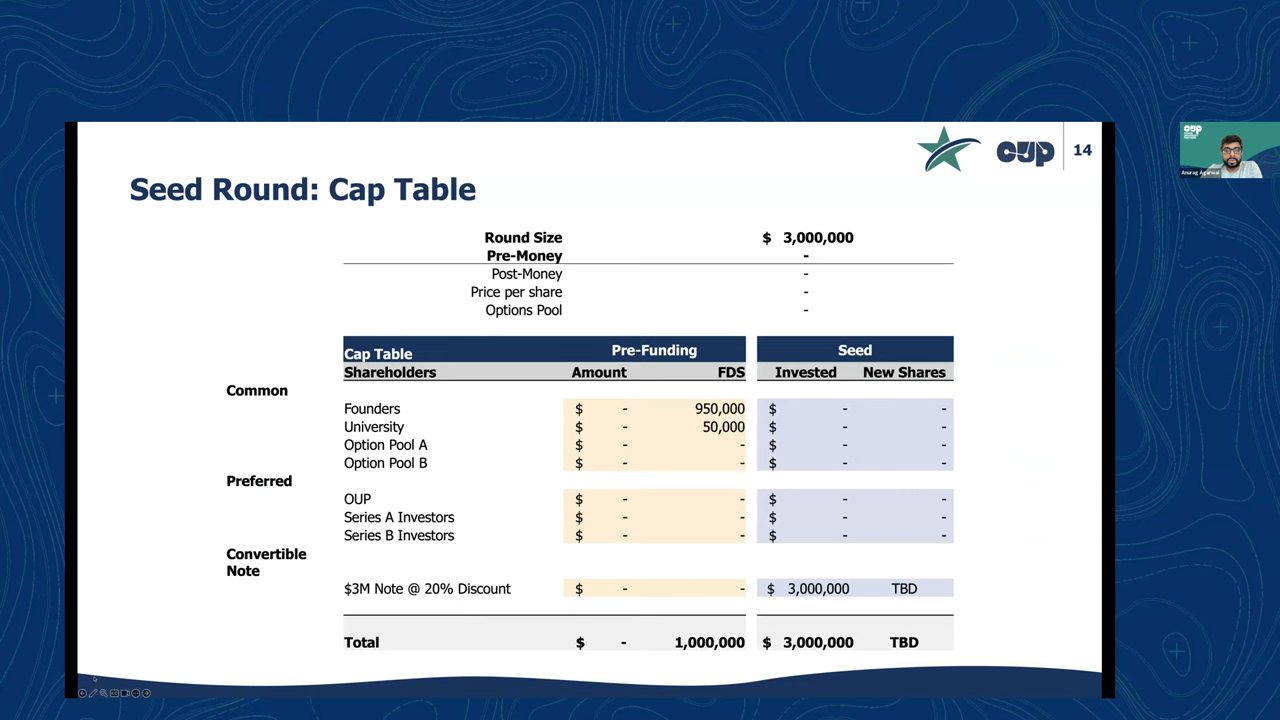 14
Seed Round: Cap Table
Round Size $ 3,000,000
Pre-Money -
Post-Money -
Price per share -
Options Pool -
Cap Table Pre-Funding Seed
Shareholders Amount FDS Invested New Shares
Common
Founders $ - 950,000 $ - -
University $ - 50,000 $ - -
Option Pool A $ - - $ - -
Option Pool B $ - - $ - -
Preferred
OUP $ - - $ - -
Series A Investors $ - - $ - -
Series B Investors $ - - $ - -
Convertible
Note
$3M Note @ 20% Discount $ - - $ 3,000,000 TBD
Total $ - 1,000,000 $ 3,000,000 TBD
Anurag Agarwal